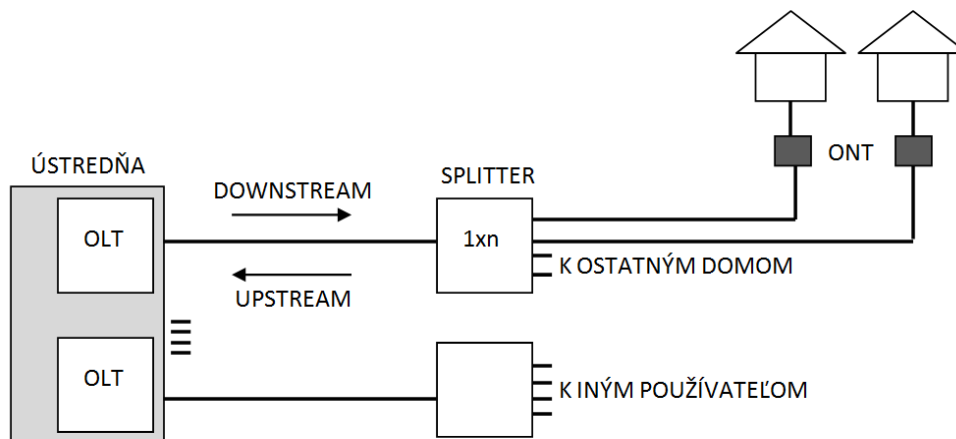 ÚSTREDŇA
OLT
DOWNSTREAM
UPSTREAM
SPLITTER
1xn
ONT
K OSTATNÝM DOMOM
OLT
K INÝM POUŽÍVATEĽOM